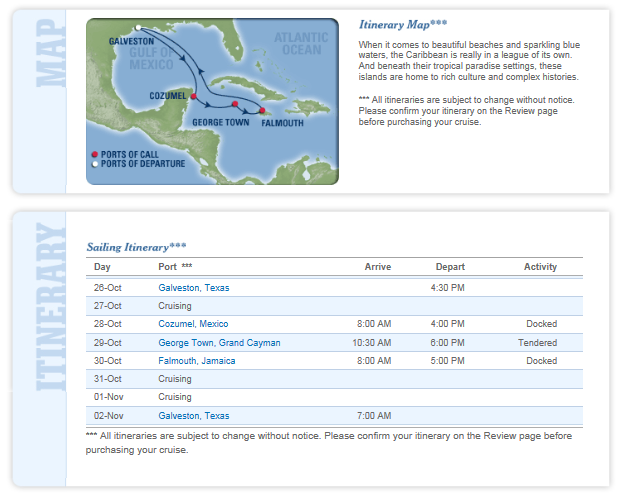 MAP
GALVESTON
GULF OF
MEXICO
ATLANTIC
OCEAN
COZUMEL
GEORGE TOWN
FALMOUTH
PORTS OF CALL
PORTS OF DEPARTURE
Itinerary Map***
When it comes to beautiful beaches and sparkling blue
waters, the Caribbean is really in a league of its own.
And beneath their tropical paradise settings, these
islands are home to rich culture and complex histories.
*** All itineraries are subject to change without notice.
Please confirm your itinerary on the Review page
before purchasing your cruise.
ITINERARY
Sailing Itinerary***
Day Port *** Arrive Depart Activity
26-Oct Galveston, Texas 4:30 PM
27-Oct Cruising
28-Oct Cozumel, Mexico 8:00 AM 4:00 PM Docked
29-Oct George Town, Grand Cayman 10:30 AM 6:00 PM Tendered
30-Oct Falmouth, Jamaica 8:00 AM 5:00 PM Docked
31-Oct Cruising
01-Nov Cruising
02-Nov Galveston, Texas 7:00 AM
*** All itineraries are subject to change without notice. Please confirm your itinerary on the Review page before
purchasing your cruise.